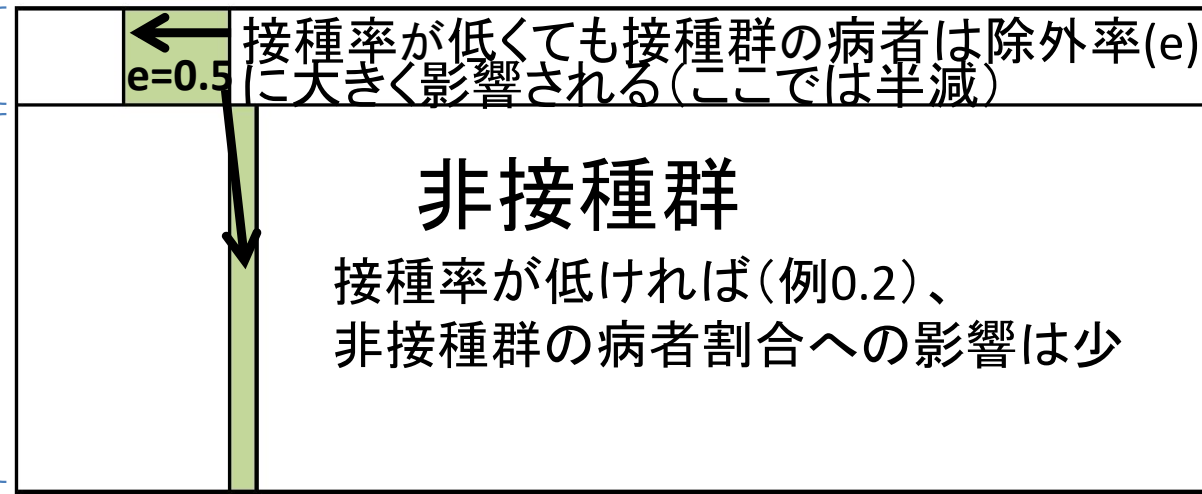 接種率が低くても接種群の病者は除外率(e)
e=0.5
に大きく影響される（ここでは半減）
非接種群
接種率が低ければ（例0.2）、
非接種群の病者割合への影響は少